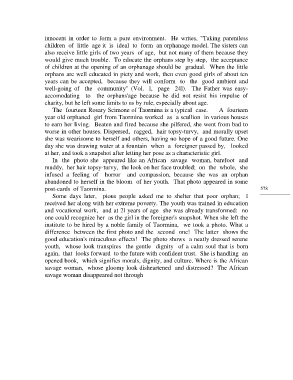 innocent in order to form a pure environment. He writes, "Taking parentless
children of little age it is ideal to form an orphanage model. The sisters can
also receive little girls of two years of age, but not many of them because they
would give much trouble. To educate the orphans step by step, the acceptance
of children at the opening of an orphanage should be gradual. When the little
orphans are well educated in piety and work, then even good girls of about ten
years can be accepted, because they will conform to the good ambient and
well-going of the community" (Vol. 1, page 241). The Father was easy-
accomodating to the orphanage because he did not resist his impulse of
charity, but he left some limits to us by rule, especially about age.
The fourteen Rosary Scimone of Taormina is a typical case. A fourteen
year old orphaned girl from Taormina worked as a scullion in various houses
to earn her living. Beaten and fired because she pilfered, she went from bad to
worse in other houses. Dispersed, ragged, hair topsy-turvy, and morally upset
she was wearisome to herself and others, having no hope of a good future. One
day she was drawing water at a fountain when a foreigner passed by, looked
at her, and took a snapshot after letting her pose as a characteristic girl.
In the photo she appeared like an African savage woman, barefoot and
muddy, her hair topsy-turvy, the look on her face troubled; on the whole, she
infused a feeling of horror and compassion, because she was an orphan
abandoned to herself in the bloom of her youth. That photo appeared in some
post-cards of Taormina.
Some days later, pious people asked me to shelter that poor orphan; I
received her along with her extreme poverty. The youth was trained in education
and vocational work, and at 21 years of age she was already transformed: no
one could recognize her as the girl in the foreigner's snapshot. When she left the
institute to be hired by a noble family of Taormina, we took a photo. What a
difference between the first photo and the second one! The latter shows the
good education's miraculous effects! The photo shows a neatly dressed serene
youth, whose look transpires the gentle dignity of a calm soul that is born
again, that looks forward to the future with confident trust. She is handling an
opened book, which signifies morals, dignity, and culture. Where is the African
savage woman, whose gloomy look disheartened and distressed? The African
savage woman disappeared not through